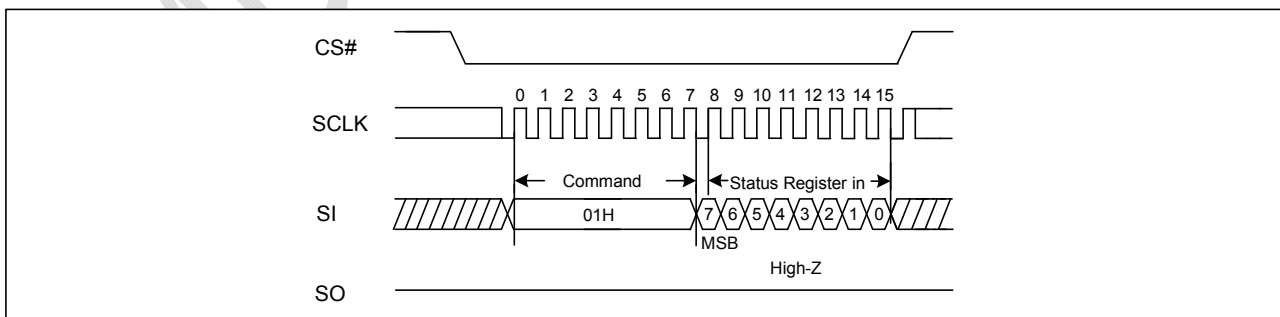 CS#
0 1 2 3 4 5 6 7 8 9 10 11 12 13 14 15
SCLK
Command Status Register in
SI 01H 7 6 5 4 3 2 1 0
MSB
High-Z
SO